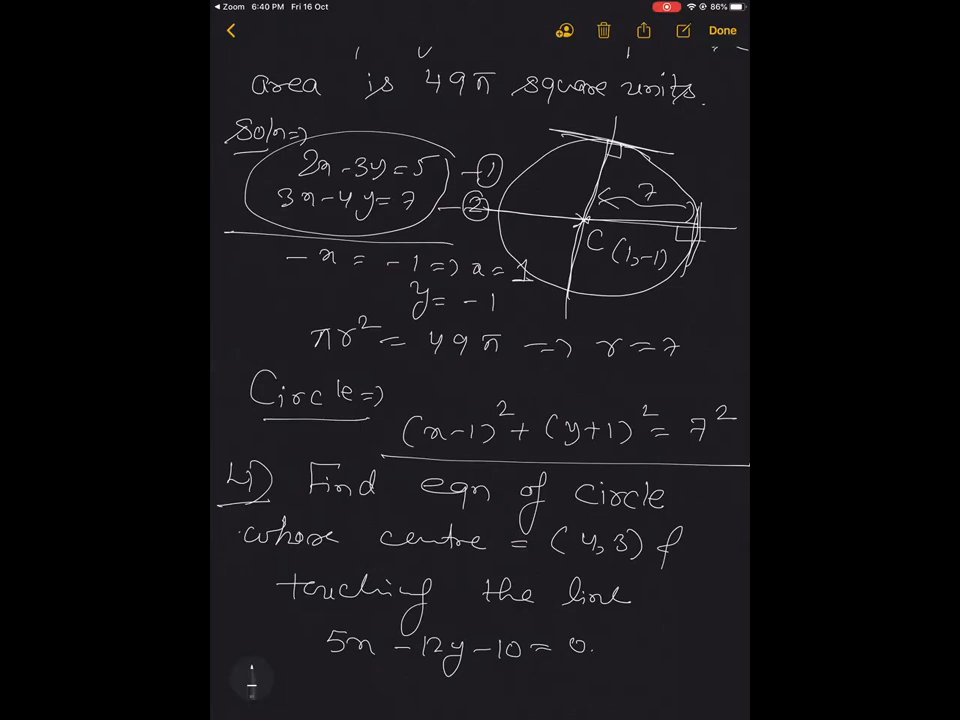 Zoom 6:40 PM Fri 16 Oct 86%
Done
area is 49π square units.
Soln⇒
2x - 3y = 5 - ①
3x - 4y = 7 - ②
7
C (1, -1)
- x = - 1 ⇒ x = 1
y = - 1
πr² = 49π ⇒ r = 7
Circle ⇒
(x-1)² + (y+1)² = 7²
4) Find eqn of circle
whose centre = (4, 3) &
touching the line
5x - 12y - 10 = 0.